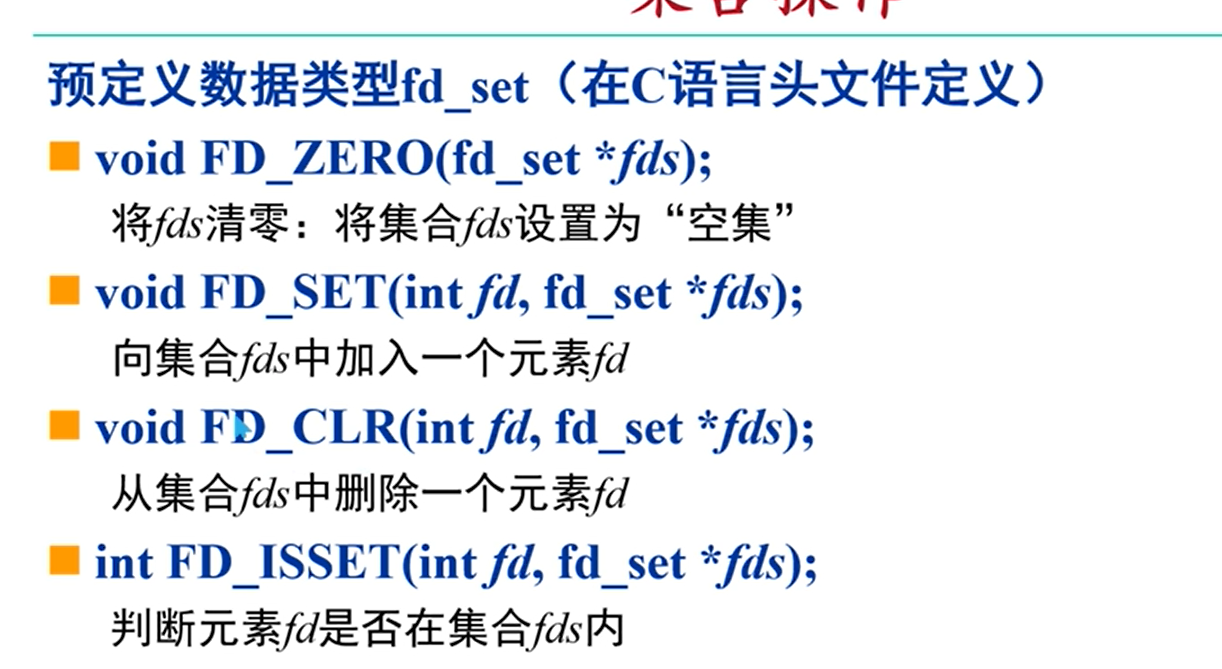 集合操作
预定义数据类型fd_set（在C语言头文件定义）
void FD_ZERO(fd_set *fds);
将fds清零：将集合fds设置为“空集”
void FD_SET(int fd, fd_set *fds);
向集合fds中加入一个元素fd
void FD_CLR(int fd, fd_set *fds);
从集合fds中删除一个元素fd
int FD_ISSET(int fd, fd_set *fds);
判断元素fd是否在集合fds内